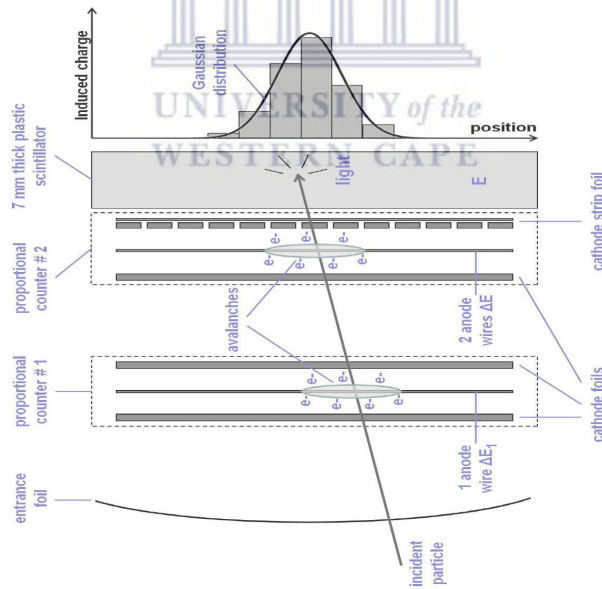 Induced charge
Gaussian
distribution
position
UNIVERSITY of the
WESTERN CAPE
7 mm thick plastic
scintillator
light
E
proportional
counter # 2
e-
e-
e-
e-
e-
e-
e-
cathode strip foil
avalanches
2 anode
wires ΔE
proportional
counter # 1
e-
e-
e-
e-
e-
e-
e-
cathode foils
1 anode
wire ΔE1
entrance
foil
incident
particle